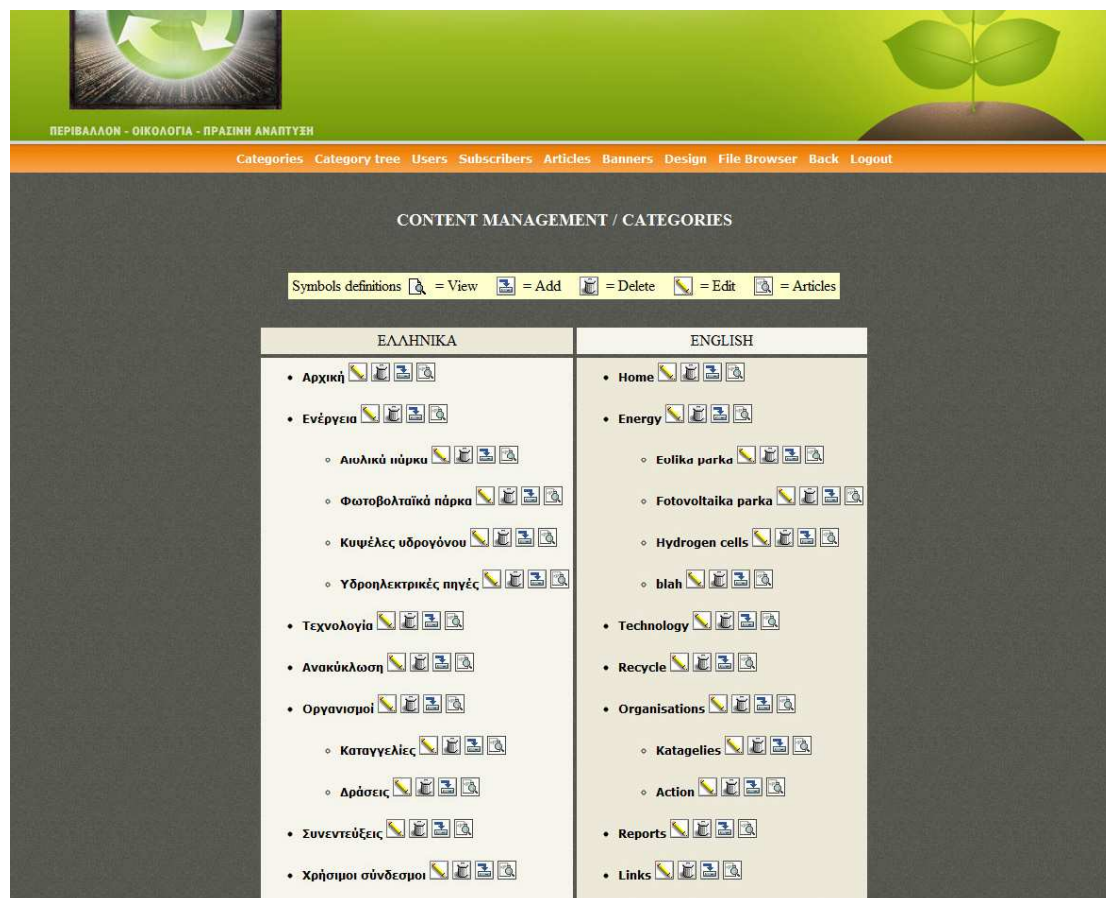 ΠΕΡΙΒΑΛΛΟΝ - ΟΙΚΟΛΟΓΙΑ - ΠΡΑΣΙΝΗ ΑΝΑΠΤΥΞΗ
Categories Category tree Users Subscribers Articles Banners Design File Browser Back Logout
CONTENT MANAGEMENT / CATEGORIES
Symbols definitions = View = Add = Delete = Edit = Articles
ΕΛΛΗΝΙΚΑ
• Αρχική
• Ενέργεια
◦ Αιολικά πάρκα
◦ Φωτοβολταϊκά πάρκα
◦ Κυψέλες υδρογόνου
◦ Υδροηλεκτρικές πηγές
• Τεχνολογία
• Ανακύκλωση
• Οργανισμοί
◦ Καταγγελίες
◦ Δράσεις
• Συνεντεύξεις
• Χρήσιμοι σύνδεσμοι
ENGLISH
• Home
• Energy
◦ Eolika parka
◦ Fotovoltaika parka
◦ Hydrogen cells
◦ blah
• Technology
• Recycle
• Organisations
◦ Katagelies
◦ Action
• Reports
• Links